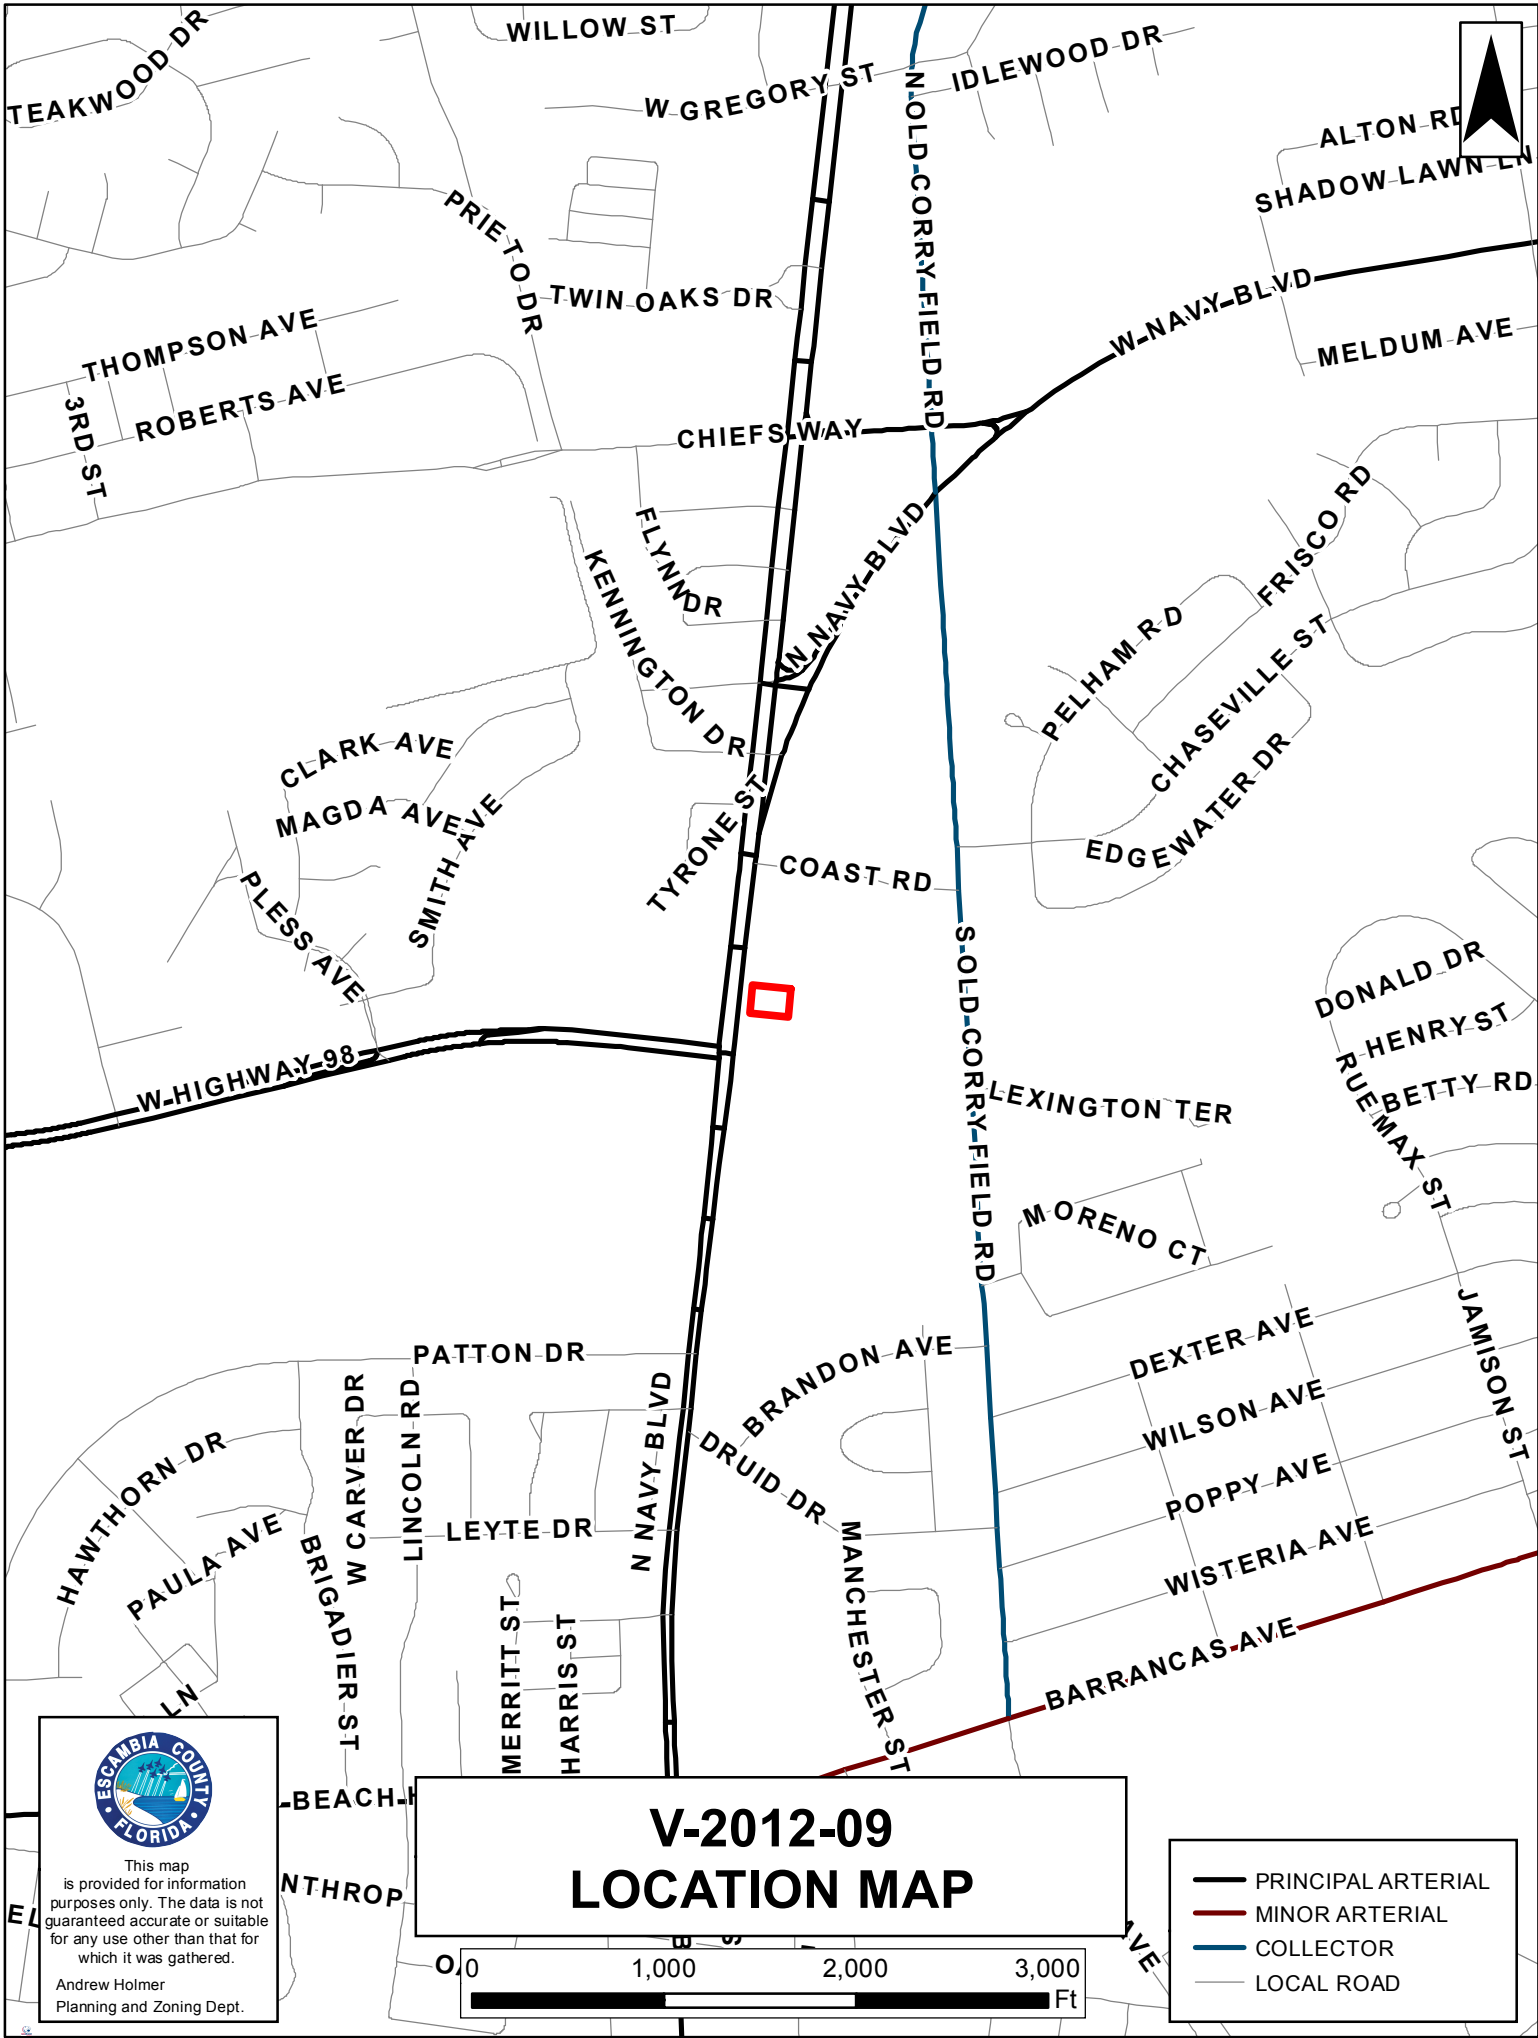 WILLOW ST
TEAKWOOD DR
W GREGORY ST
IDLEWOOD DR
N OLD CORRY FIELD RD
ALTON RD
SHADOW LAWN LN
PRIETO DR
TWIN OAKS DR
W NAVY BLVD
THOMPSON AVE
MELDUM AVE
ROBERTS AVE
3RD ST
CHIEFS WAY
FLYNN DR
KENNINGTON DR
W NAVY BLVD
FRISCO RD
PELHAM RD
CHASEVILLE ST
EDGEWATER DR
CLARK AVE
MAGDA AVE
SMITH AVE
TYRONE ST
COAST RD
PLESS AVE
S OLD CORRY FIELD RD
DONALD DR
HENRY ST
BETTY RD
RUE MAX ST
W HIGHWAY 98
LEXINGTON TER
MORENO CT
JAMISON ST
PATTON DR
BRANDON AVE
DEXTER AVE
WILSON AVE
POPPY AVE
WISTERIA AVE
N NAVY BLVD
DRUID DR
W CARVER DR
LINCOLN RD
HAWTHORN DR
PAULA AVE
LEYTE DR
BRIGADIER ST
MERRITT ST
HARRIS ST
MANCHESTER ST
BARRANCAS AVE
LN
BEACH H
NTHROP
EL
OA
B
S
AVE
ESCAMBIA COUNTY
FLORIDA
This map
is provided for information
purposes only. The data is not
guaranteed accurate or suitable
for any use other than that for
which it was gathered.
Andrew Holmer
Planning and Zoning Dept.
V-2012-09
LOCATION MAP
0 1,000 2,000 3,000
Ft
PRINCIPAL ARTERIAL
MINOR ARTERIAL
COLLECTOR
LOCAL ROAD